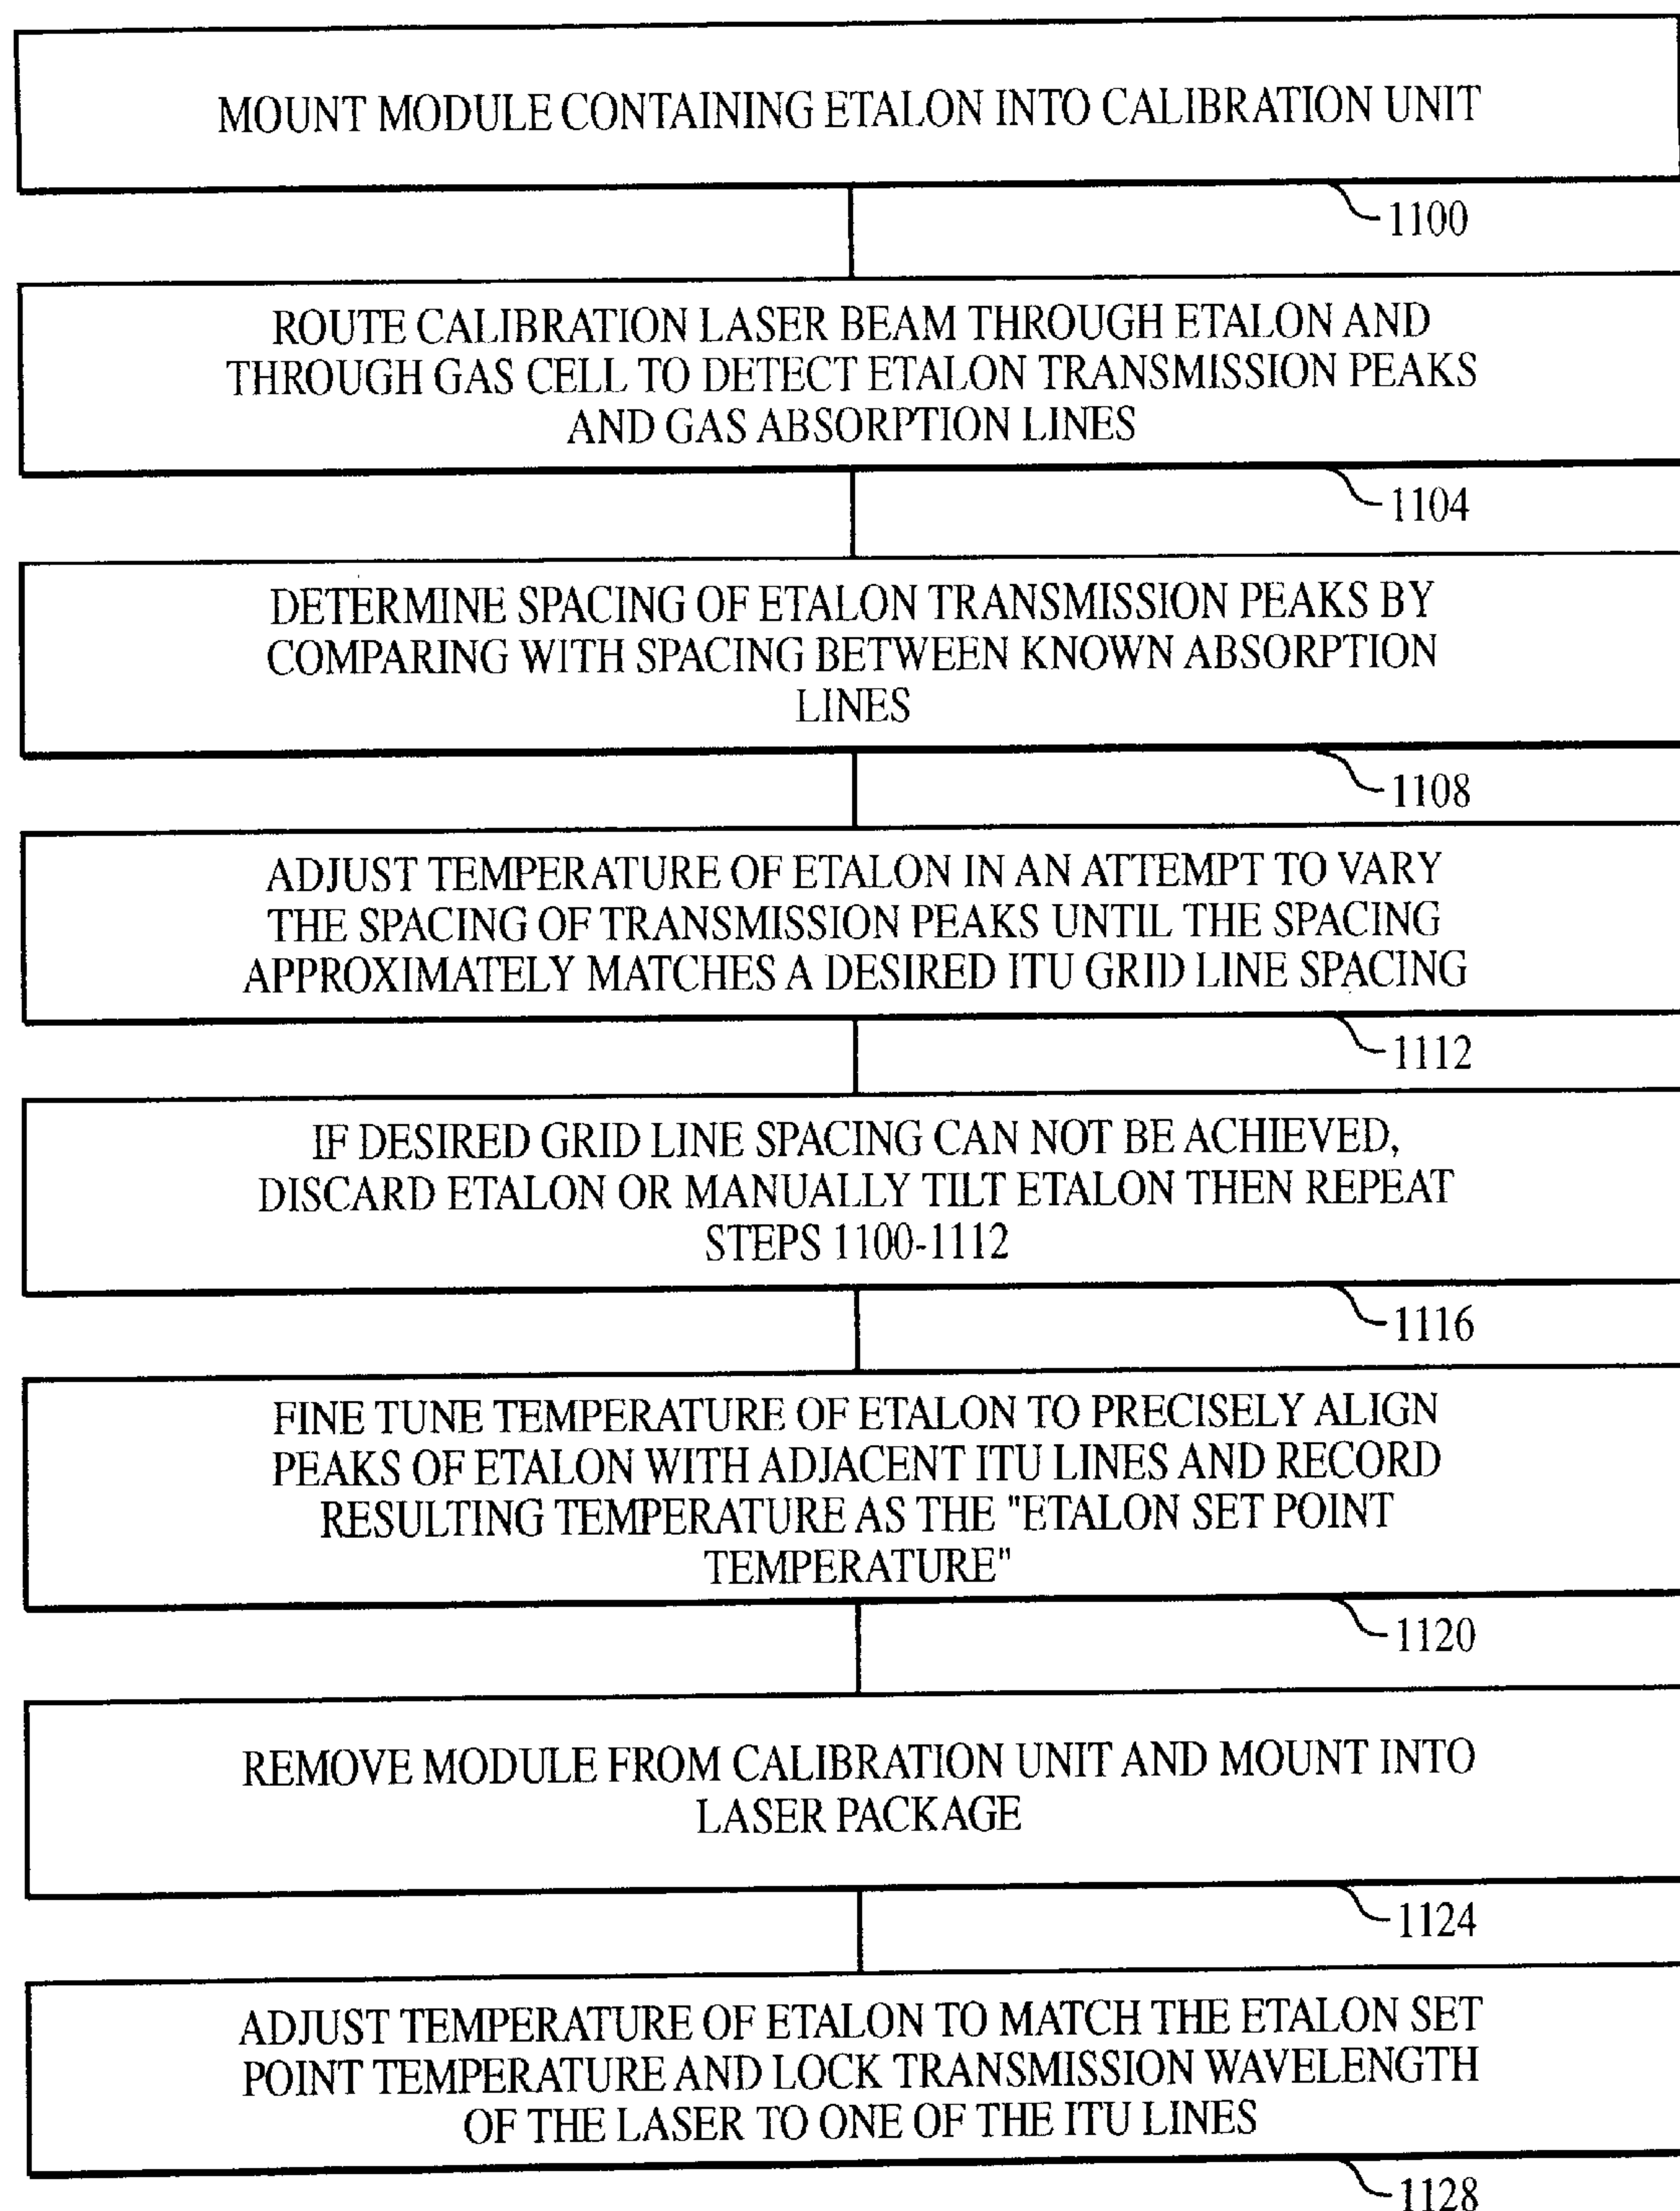 MOUNT MODULE CONTAINING ETALON INTO CALIBRATION UNIT
1100
ROUTE CALIBRATION LASER BEAM THROUGH ETALON AND
THROUGH GAS CELL TO DETECT ETALON TRANSMISSION PEAKS
AND GAS ABSORPTION LINES
1104
DETERMINE SPACING OF ETALON TRANSMISSION PEAKS BY
COMPARING WITH SPACING BETWEEN KNOWN ABSORPTION
LINES
1108
ADJUST TEMPERATURE OF ETALON IN AN ATTEMPT TO VARY
THE SPACING OF TRANSMISSION PEAKS UNTIL THE SPACING
APPROXIMATELY MATCHES A DESIRED ITU GRID LINE SPACING
1112
IF DESIRED GRID LINE SPACING CAN NOT BE ACHIEVED,
DISCARD ETALON OR MANUALLY TILT ETALON THEN REPEAT
STEPS 1100-1112
1116
FINE TUNE TEMPERATURE OF ETALON TO PRECISELY ALIGN
PEAKS OF ETALON WITH ADJACENT ITU LINES AND RECORD
RESULTING TEMPERATURE AS THE "ETALON SET POINT
TEMPERATURE"
1120
REMOVE MODULE FROM CALIBRATION UNIT AND MOUNT INTO
LASER PACKAGE
1124
ADJUST TEMPERATURE OF ETALON TO MATCH THE ETALON SET
POINT TEMPERATURE AND LOCK TRANSMISSION WAVELENGTH
OF THE LASER TO ONE OF THE ITU LINES
1128